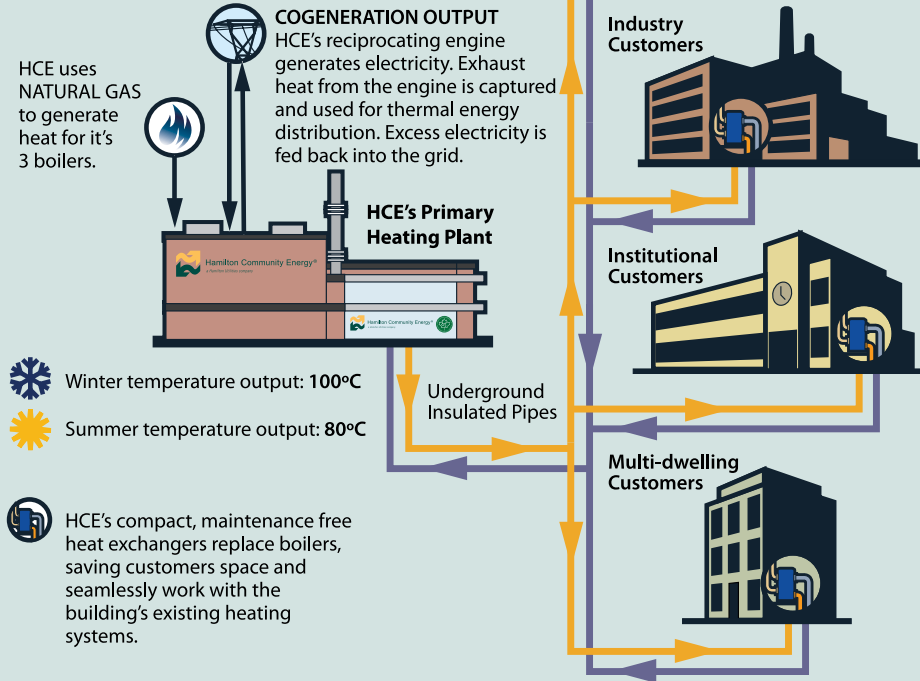 COGENERATION OUTPUT
HCE's reciprocating engine
generates electricity. Exhaust
heat from the engine is captured
and used for thermal energy
distribution. Excess electricity is
fed back into the grid.
HCE uses
NATURAL GAS
to generate
heat for it's
3 boilers.
HCE's Primary
Heating Plant
Hamilton Community Energy®
a Hamilton Utilities company
Hamilton Community Energy®
Winter temperature output: 100ºC
Summer temperature output: 80ºC
Underground
Insulated Pipes
HCE's compact, maintenance free
heat exchangers replace boilers,
saving customers space and
seamlessly work with the
building's existing heating
systems.
Industry
Customers
Institutional
Customers
Multi-dwelling
Customers